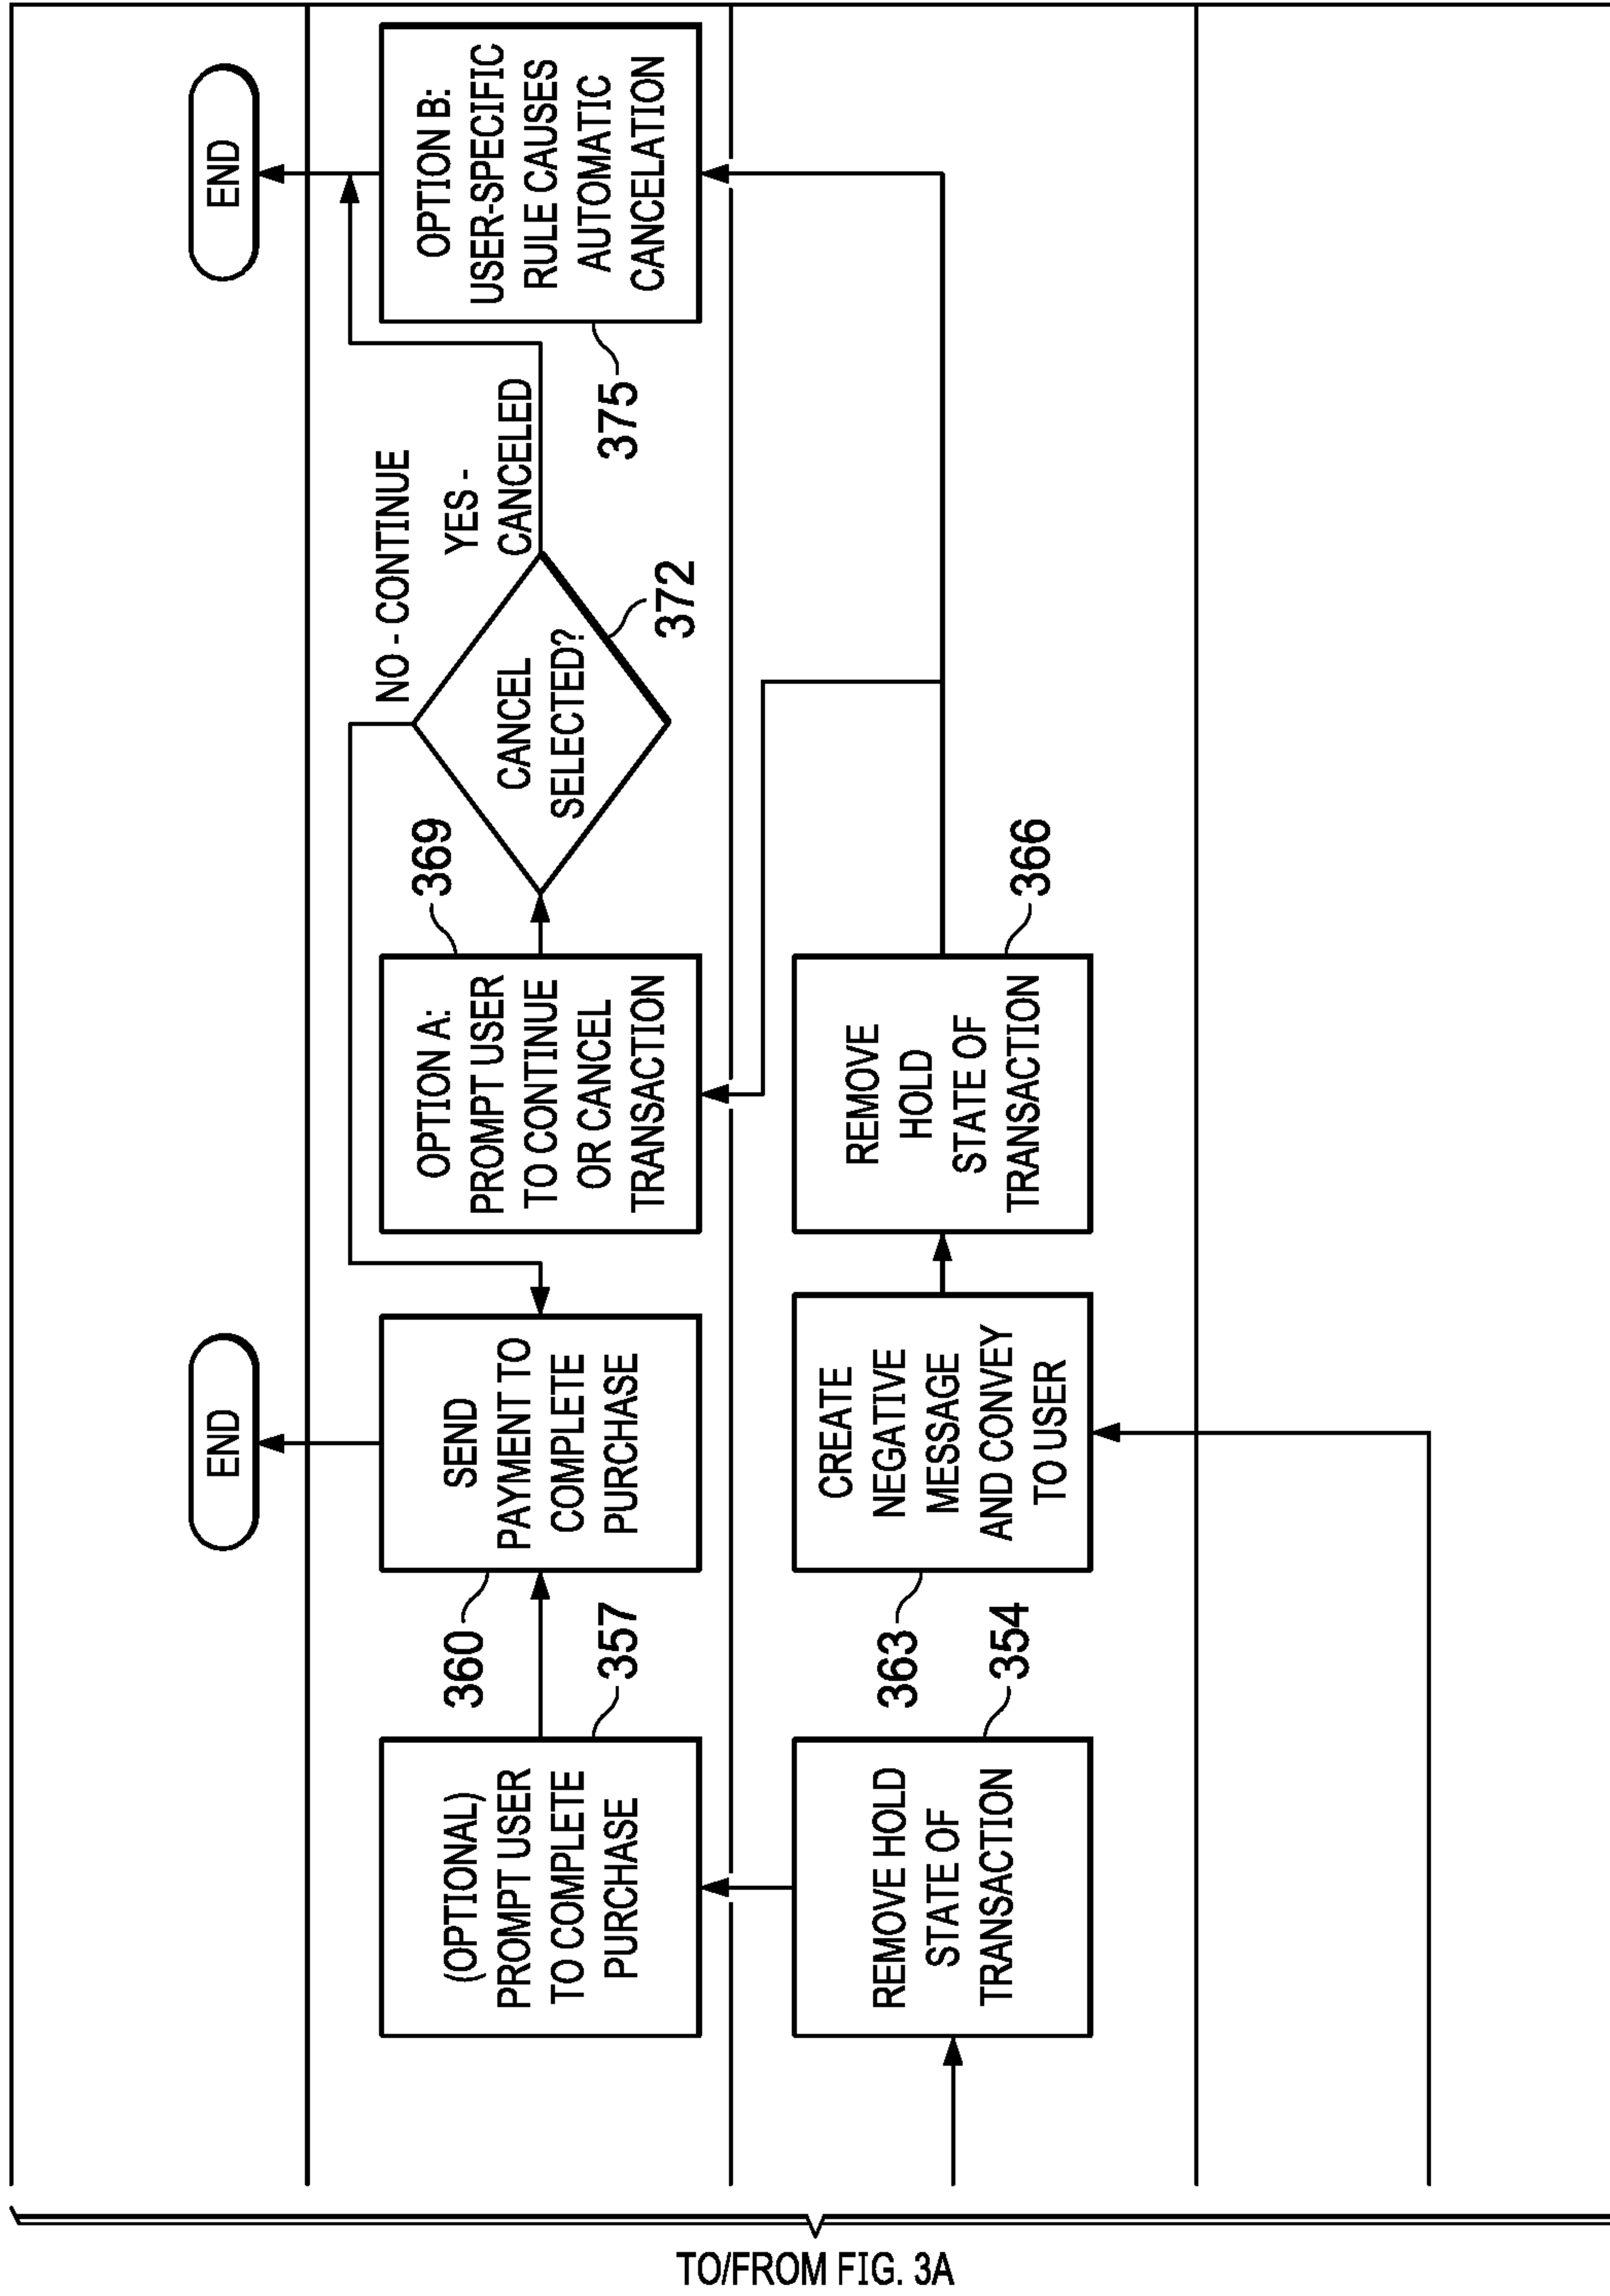 END
END
(OPTIONAL)
PROMPT USER
TO COMPLETE
PURCHASE
357
SEND
PAYMENT TO
COMPLETE
PURCHASE
360
OPTION A:
PROMPT USER
TO CONTINUE
OR CANCEL
TRANSACTION
369
CANCEL
SELECTED?
372
NO - CONTINUE
YES -
CANCELED
OPTION B:
USER-SPECIFIC
RULE CAUSES
AUTOMATIC
CANCELATION
375
REMOVE HOLD
STATE OF
TRANSACTION
354
CREATE
NEGATIVE
MESSAGE
AND CONVEY
TO USER
363
REMOVE
HOLD
STATE OF
TRANSACTION
366
TO/FROM FIG. 3A